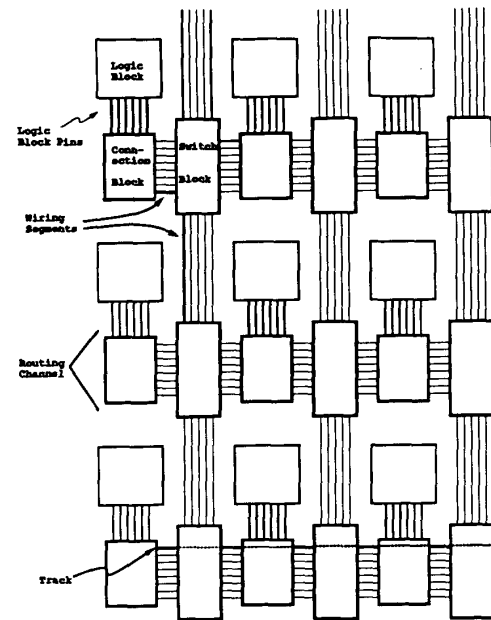 Logic
Block
Logic
Block Pins
Conn-
ection
Block
Switch
Block
Wiring
Segments
Routing
Channel
Track